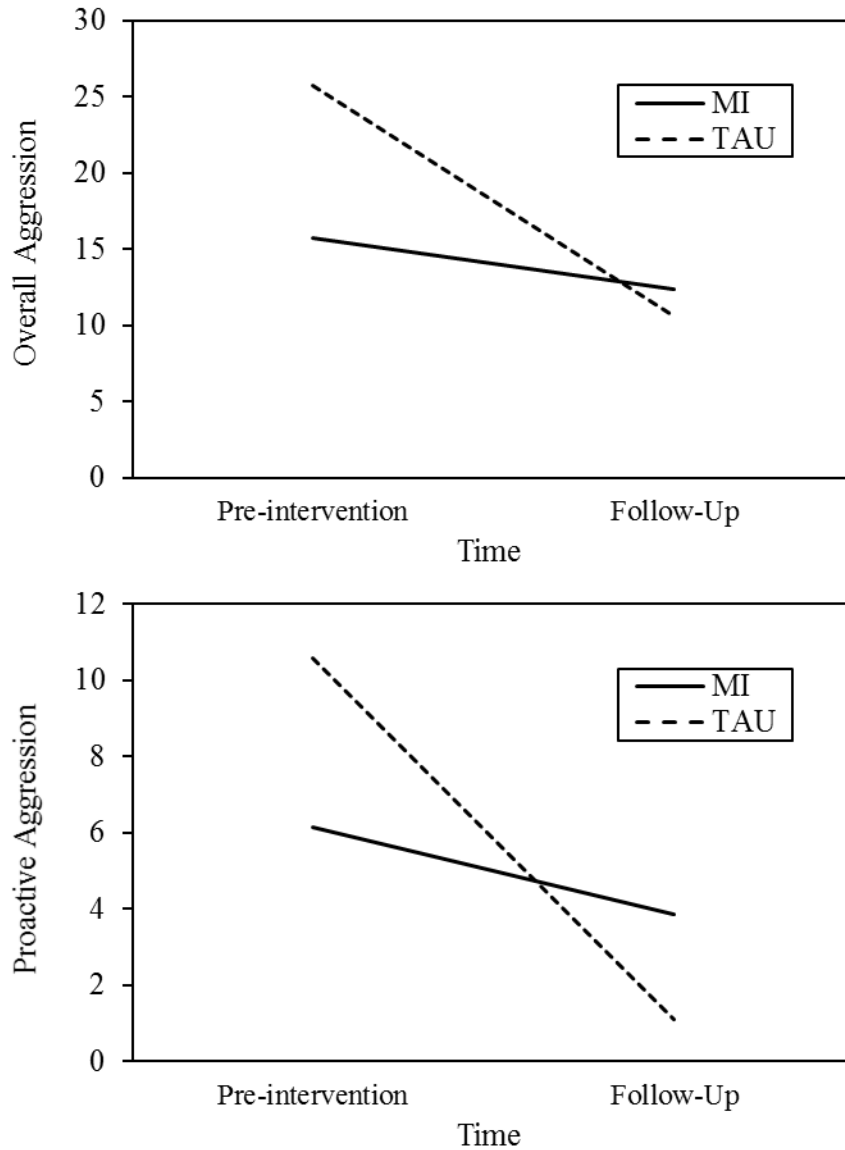 30
25
20
15
10
5
0
Overall Aggression
MI
TAU
Pre-intervention
Follow-Up
Time
12
10
8
6
4
2
0
Proactive Aggression
MI
TAU
Pre-intervention
Follow-Up
Time